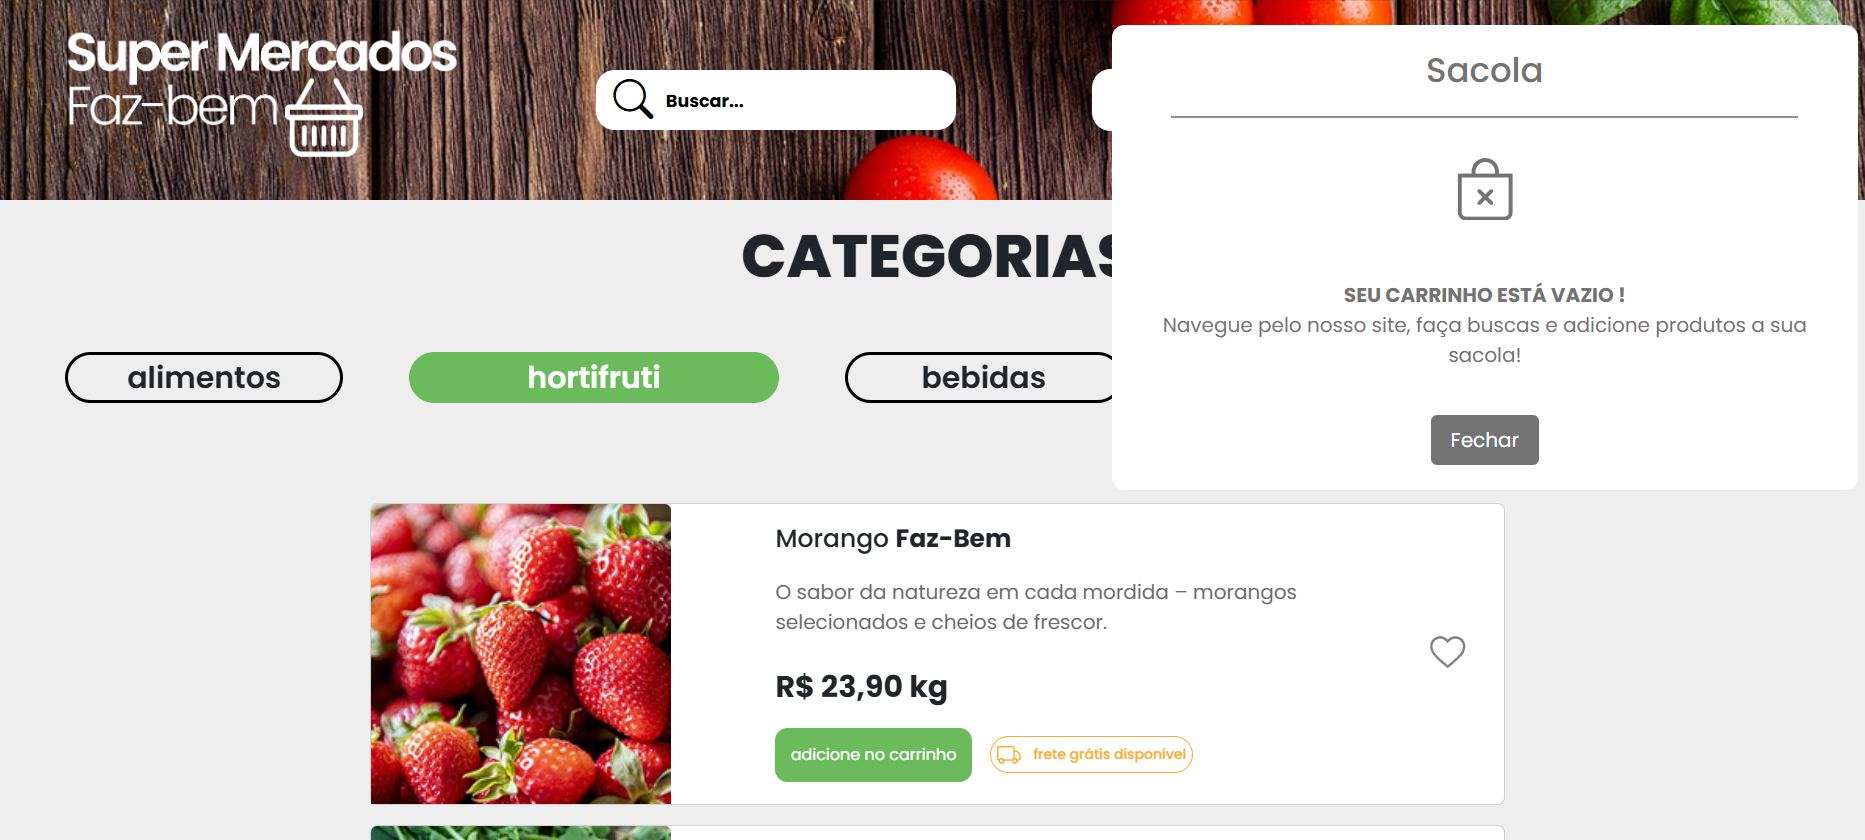 Super Mercados
Faz-bem
Buscar...
Sacola
SEU CARRINHO ESTÁ VAZIO !
Navegue pelo nosso site, faça buscas e adicione produtos a sua
sacola!
Fechar
CATEGORIAS
alimentos
hortifruti
bebidas
Morango Faz-Bem
O sabor da natureza em cada mordida – morangos
selecionados e cheios de frescor.
R$ 23,90 kg
adicione no carrinho
frete grátis disponível